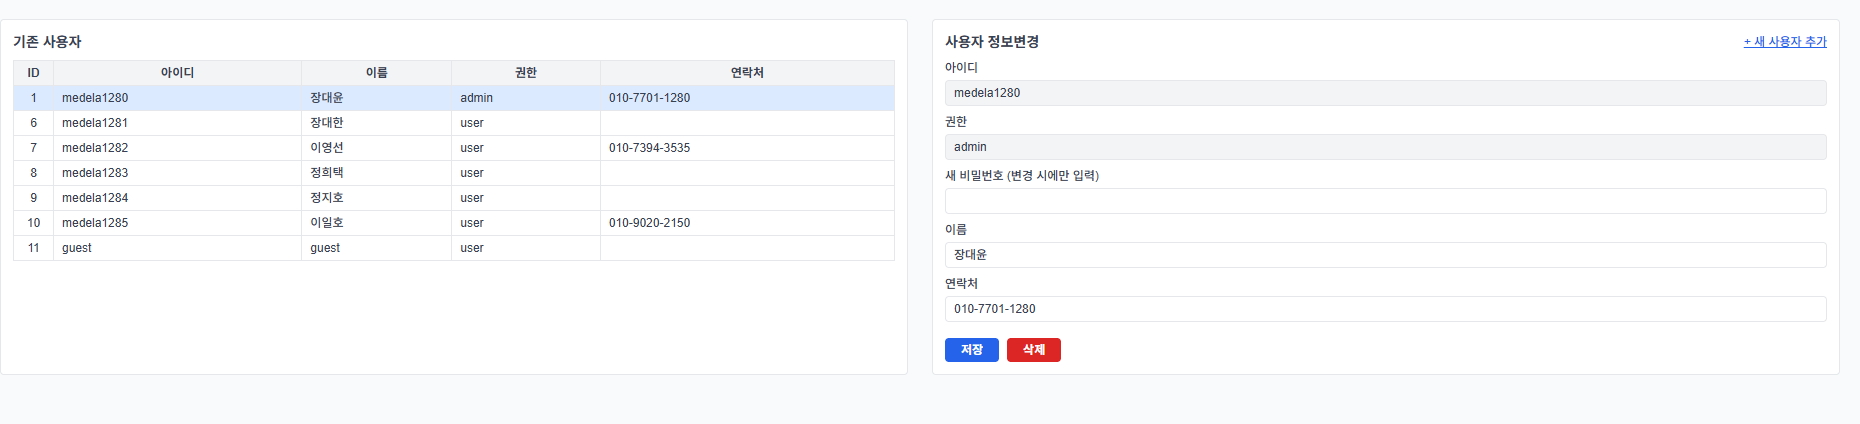 기존 사용자
ID 아이디 이름 권한 연락처
1 medela1280 장대윤 admin 010-7701-1280
6 medela1281 장대한 user
7 medela1282 이영선 user 010-7394-3535
8 medela1283 정희택 user
9 medela1284 정지호 user
10 medela1285 이일호 user 010-9020-2150
11 guest guest user
사용자 정보변경 + 새 사용자 추가
아이디
medela1280
권한
admin
새 비밀번호 (변경 시에만 입력)
이름
장대윤
연락처
010-7701-1280
저장 삭제